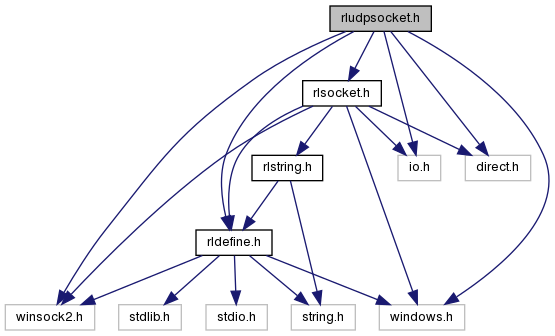 rludpsocket.h
rlsocket.h
rlstring.h
io.h
direct.h
rldefine.h
winsock2.h
stdlib.h
stdio.h
string.h
windows.h